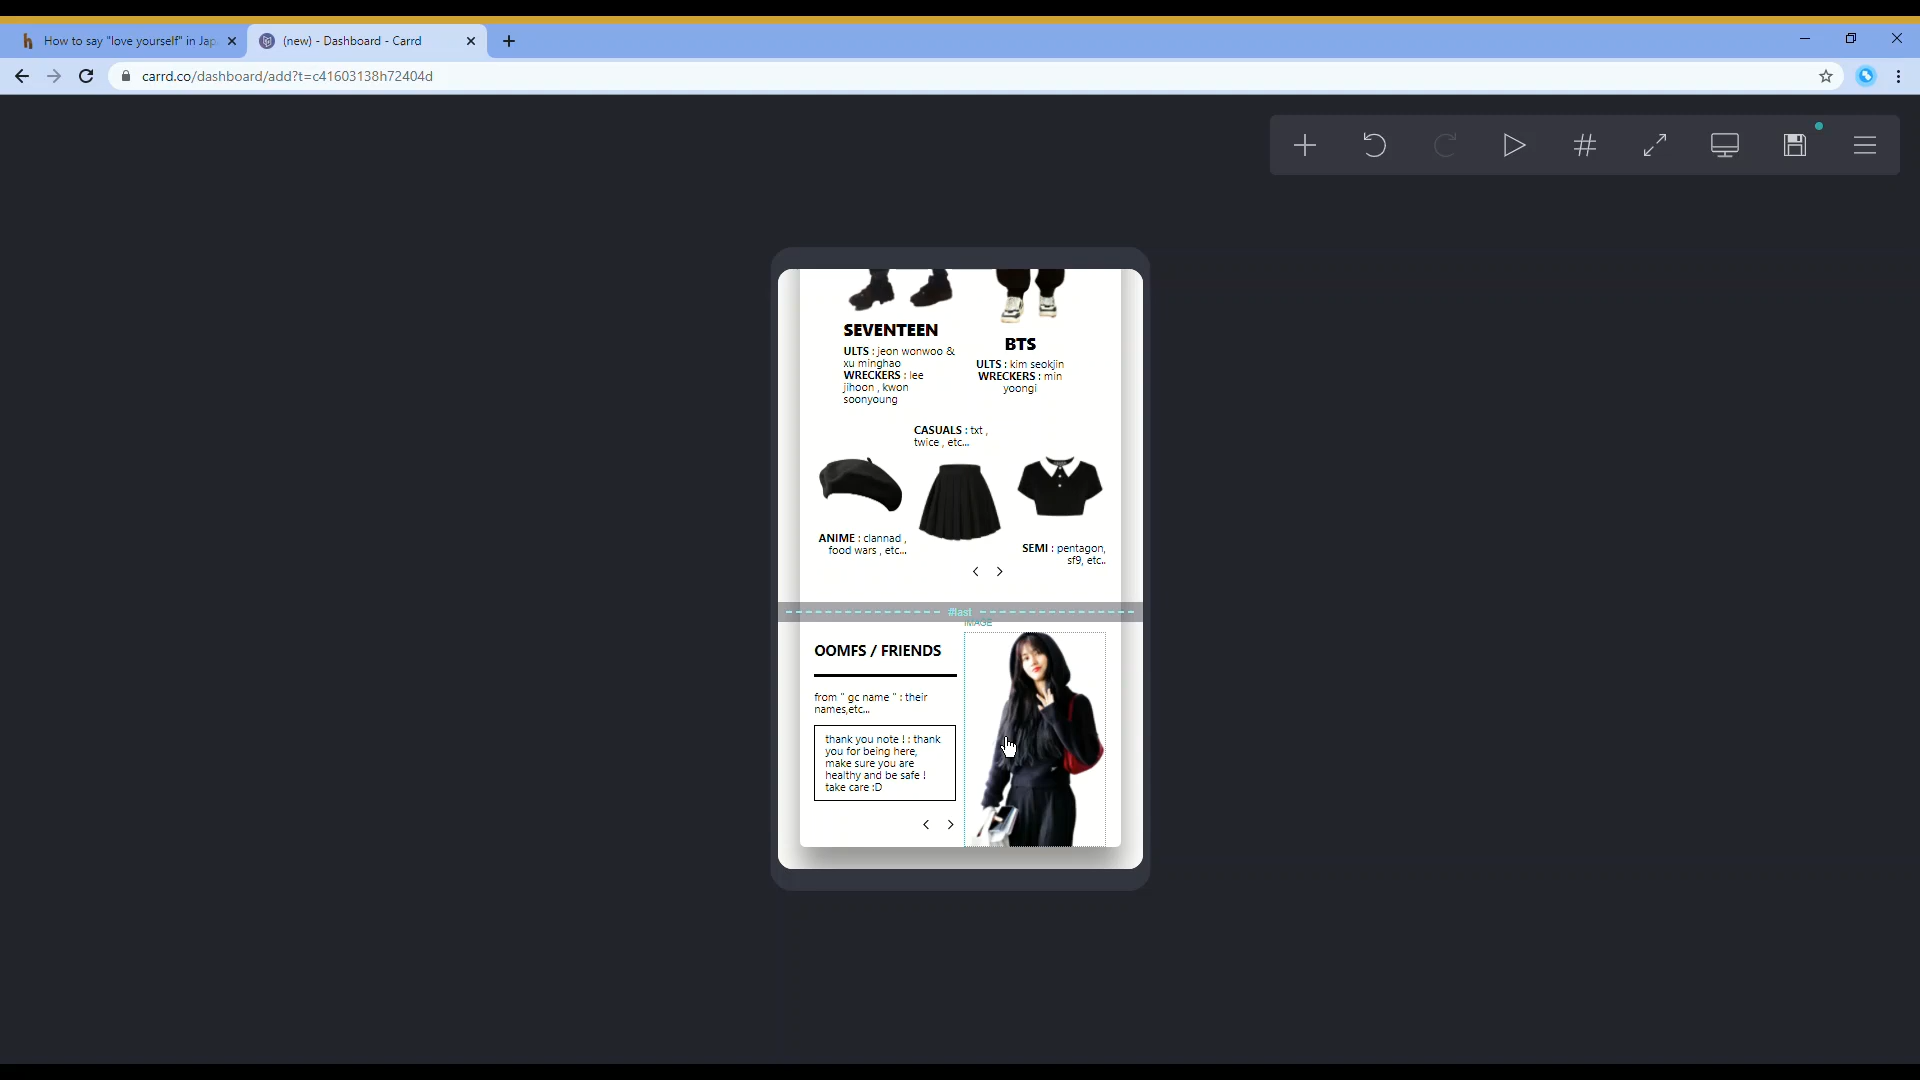 How to say "love yourself" in Jap
(new) - Dashboard - Carrd
carrd.co/dashboard/add?t=c41603138h72404d
SEVENTEEN
ULTS : jeon wonwoo &
xu minghao
WRECKERS : lee
jihoon , kwon
soonyoung
BTS
ULTS : kim seokjin
WRECKERS : min
yoongi
CASUALS : txt ,
twice , etc...
ANIME : clannad ,
food wars , etc...
SEMI : pentagon,
sf9, etc..
#last
IMAGE
OOMFS / FRIENDS
from " gc name " : their
names,etc...
thank you note ! : thank
you for being here,
make sure you are
healthy and be safe !
take care :D